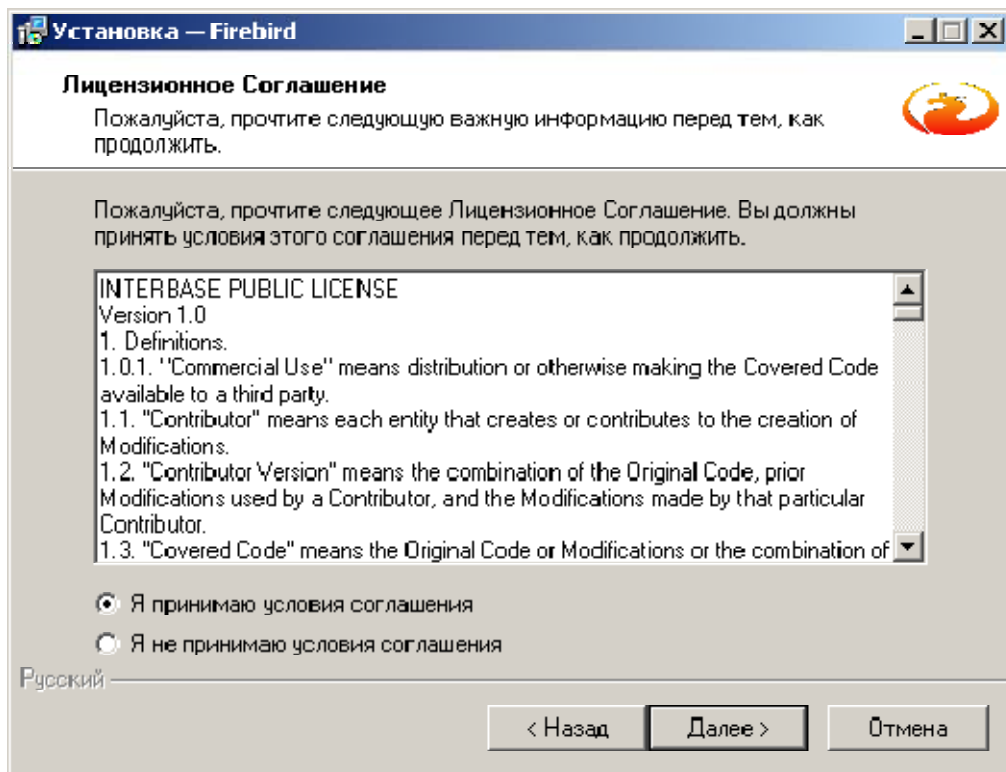 Установка — Firebird
Лицензионное Соглашение
Пожалуйста, прочтите следующую важную информацию перед тем, как
продолжить.
Пожалуйста, прочтите следующее Лицензионное Соглашение. Вы должны
принять условия этого соглашения перед тем, как продолжить.
INTERBASE PUBLIC LICENSE
Version 1.0
1. Definitions.
1.0.1. "Commercial Use" means distribution or otherwise making the Covered Code
available to a third party.
1.1. "Contributor" means each entity that creates or contributes to the creation of
Modifications.
1.2. "Contributor Version" means the combination of the Original Code, prior
Modifications used by a Contributor, and the Modifications made by that particular
Contributor.
1.3. "Covered Code" means the Original Code or Modifications or the combination of
Я принимаю условия соглашения
Я не принимаю условия соглашения
Русский
< Назад
Далее >
Отмена